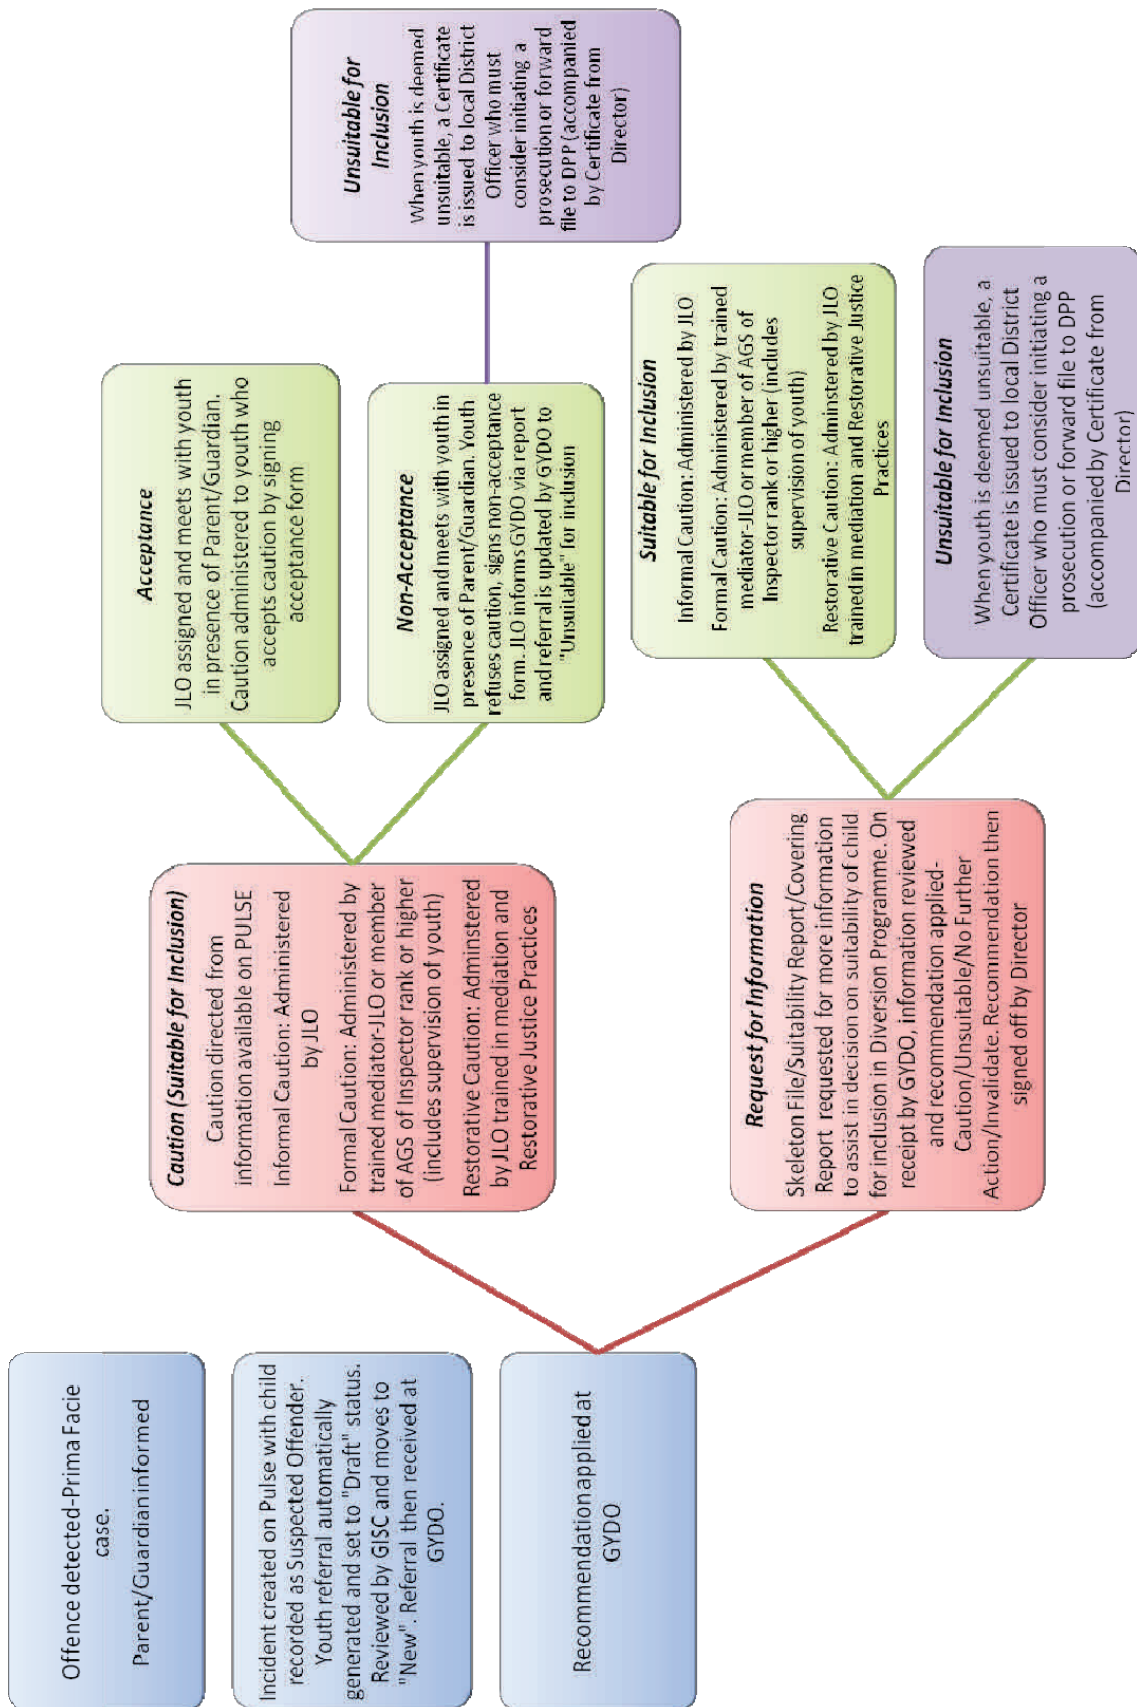 Offence detected-Prima Facie
case.
Parent/Guardian informed
Incident created on Pulse with child
recorded as Suspected Offender.
Youth referral automatically
generated and set to "Draft" status.
Reviewed by GISC and moves to
"New". Referral then received at
GYDO.
Recommendation applied at
GYDO
Caution (Suitable for Inclusion)
Caution directed from
information available on PULSE
Informal Caution: Administered
by JLO
Formal Caution: Administered by
trained mediator-JLO or member
of AGS of Inspector rank or higher
(includes supervision of youth)
Restorative Caution: Administered
by JLO trained in mediation and
Restorative Justice Practices
Request for Information
Skeleton File/Suitability Report/Covering
Report requested for more information
to assist in decision on suitability of child
for inclusion in Diversion Programme. On
receipt by GYDO, information reviewed
and recommendation applied-
Caution/Unsuitable/No Further
Action/Invalidate. Recommendation then
signed off by Director
Acceptance
JLO assigned and meets with youth
in presence of Parent/Guardian.
Caution administered to youth who
accepts caution by signing
acceptance form
Non-Acceptance
JLO assigned and meets with youth in
presence of Parent/Guardian. Youth
refuses caution, signs non-acceptance
form. JLO informs GYDO via report
and referral is updated by GYDO to
"Unsuitable" for inclusion
Suitable for Inclusion
Informal Caution: Administered by JLO
Formal Caution: Administered by trained
mediator-JLO or member of AGS of
Inspector rank or higher (includes
supervision of youth)
Restorative Caution: Adminstered by JLO
trained in mediation and Restorative Justice
Practices
Unsuitable for Inclusion
When youth is deemed unsuitable, a
Certificate is issued to local District
Officer who must consider initiating a
prosecution or forward file to DPP
(accompanied by Certificate from
Director)
Unsuitable for
Inclusion
When youth is deemed
unsuitable, a Certificate
is issued to local District
Officer who must
consider initiating a
prosecution or forward
file to DPP (accompanied
by Certificate from
Director)